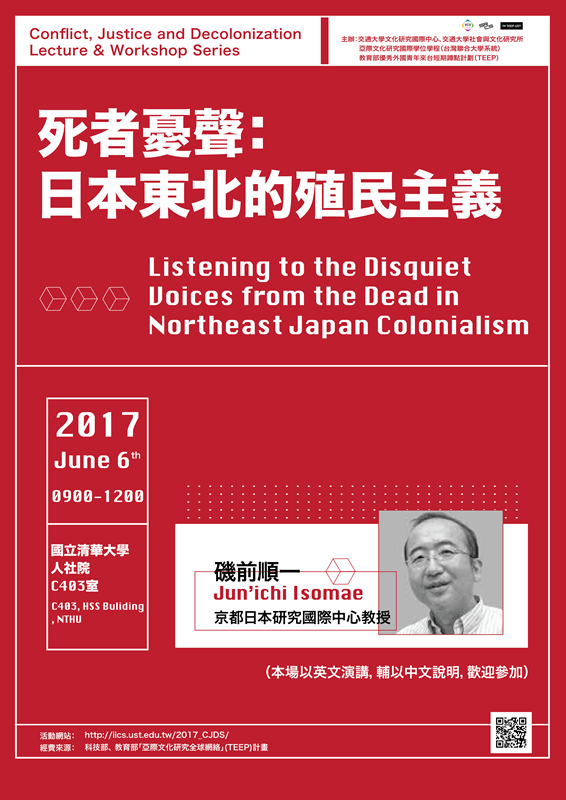 Conflict, Justice and Decolonization
Lecture & Workshop Series
主辦：交通大學文化研究國際中心、交通大學社會與文化研究所
亞際文化研究國際學位學程（台灣聯合大學系統）
教育部優秀外國青年來台短期蹲點計劃（TEEP）
死者憂聲：
日本東北的殖民主義
Listening to the Disquiet
Voices from the Dead in
Northeast Japan Colonialism
2017
June 6th
0900-1200
國立清華大學
人社院
C403室
C403, HSS Buliding
, NTHU
磯前順一
Jun'ichi Isomae
京都日本研究國際中心教授
（本場以英文演講, 輔以中文說明, 歡迎參加）
活動網站： http://iics.ust.edu.tw/2017_CJDS/
經費來源： 科技部、教育部「亞際文化研究全球網絡」(TEEP)計畫